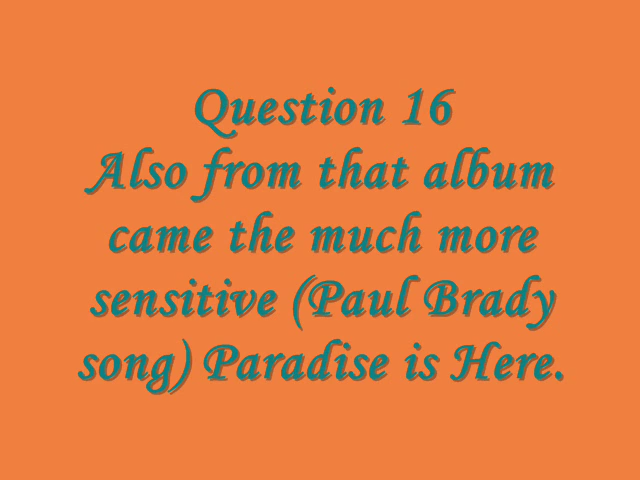 Question 16
Also from that album
came the much more
sensitive (Paul Brady
song) Paradise is Here.